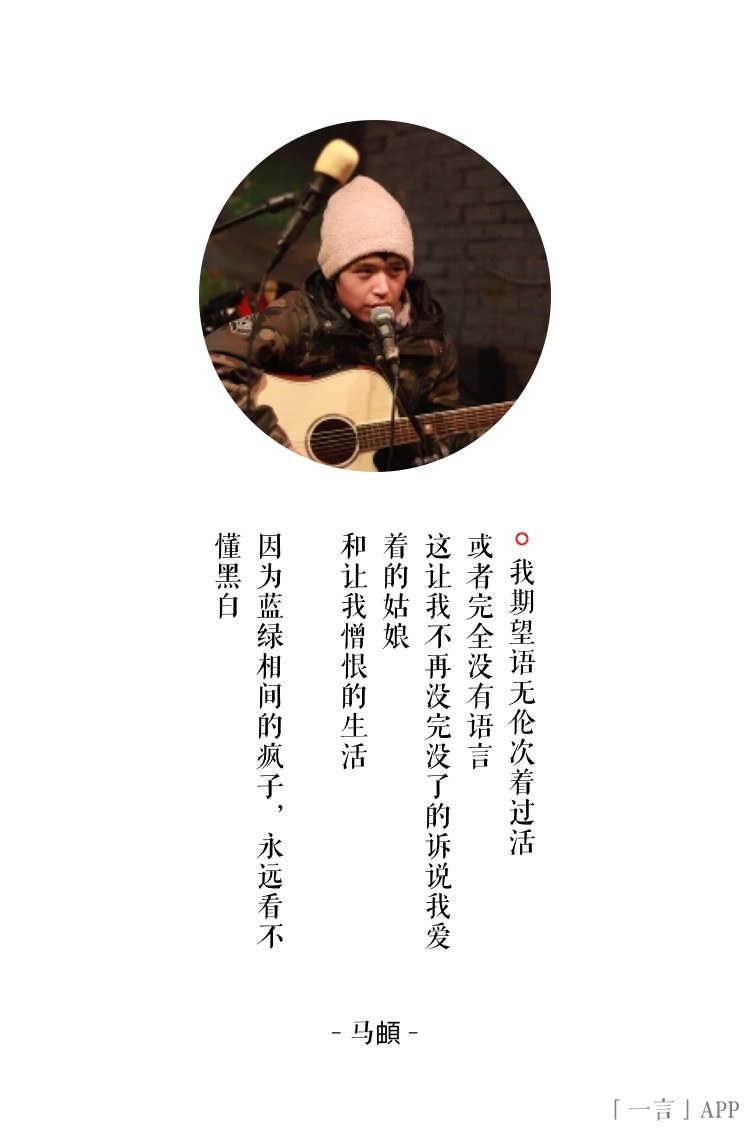 我期望语无伦次着过活
或者完全没有语言
这让我不再没完没了的诉说我爱
着的姑娘
和让我憎恨的生活
因为蓝绿相间的疯子，永远看不
懂黑白
- 马頔 -
「一言」APP